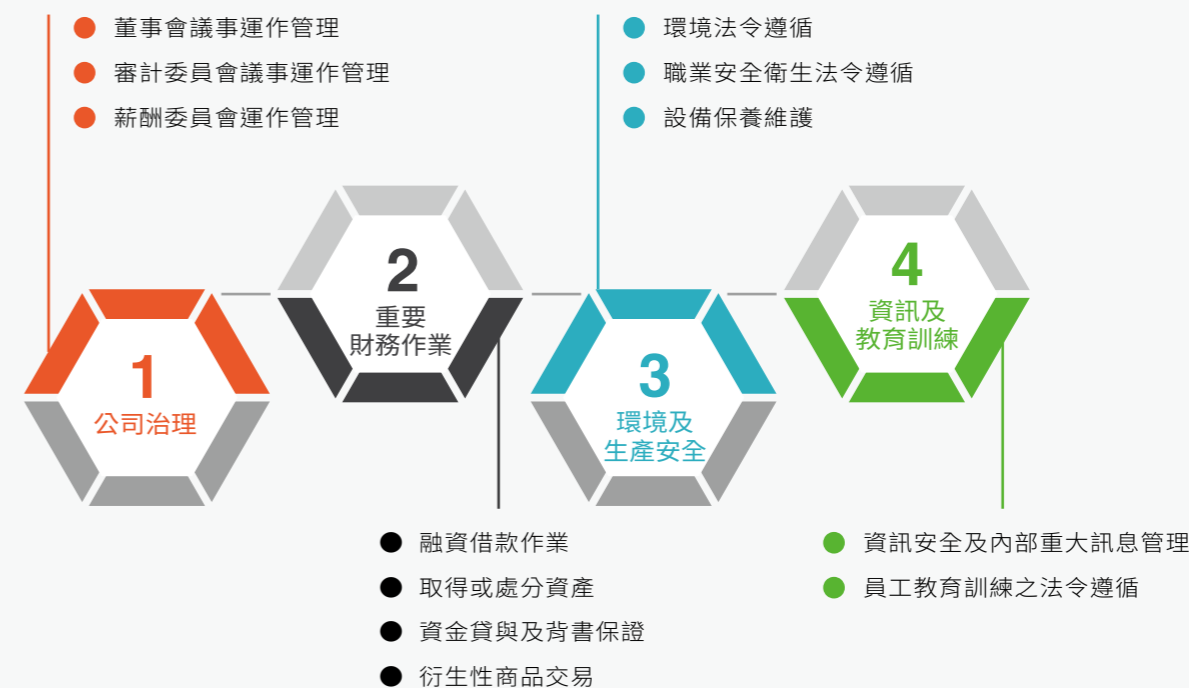 董事會議事運作管理
審計委員會議事運作管理
薪酬委員會運作管理
環境法令遵循
職業安全衛生法令遵循
設備保養維護
1
公司治理
2
重要
財務作業
3
環境及
生產安全
4
資訊及
教育訓練
融資借款作業
取得或處分資產
資金貸與及背書保證
衍生性商品交易
資訊安全及內部重大訊息管理
員工教育訓練之法令遵循